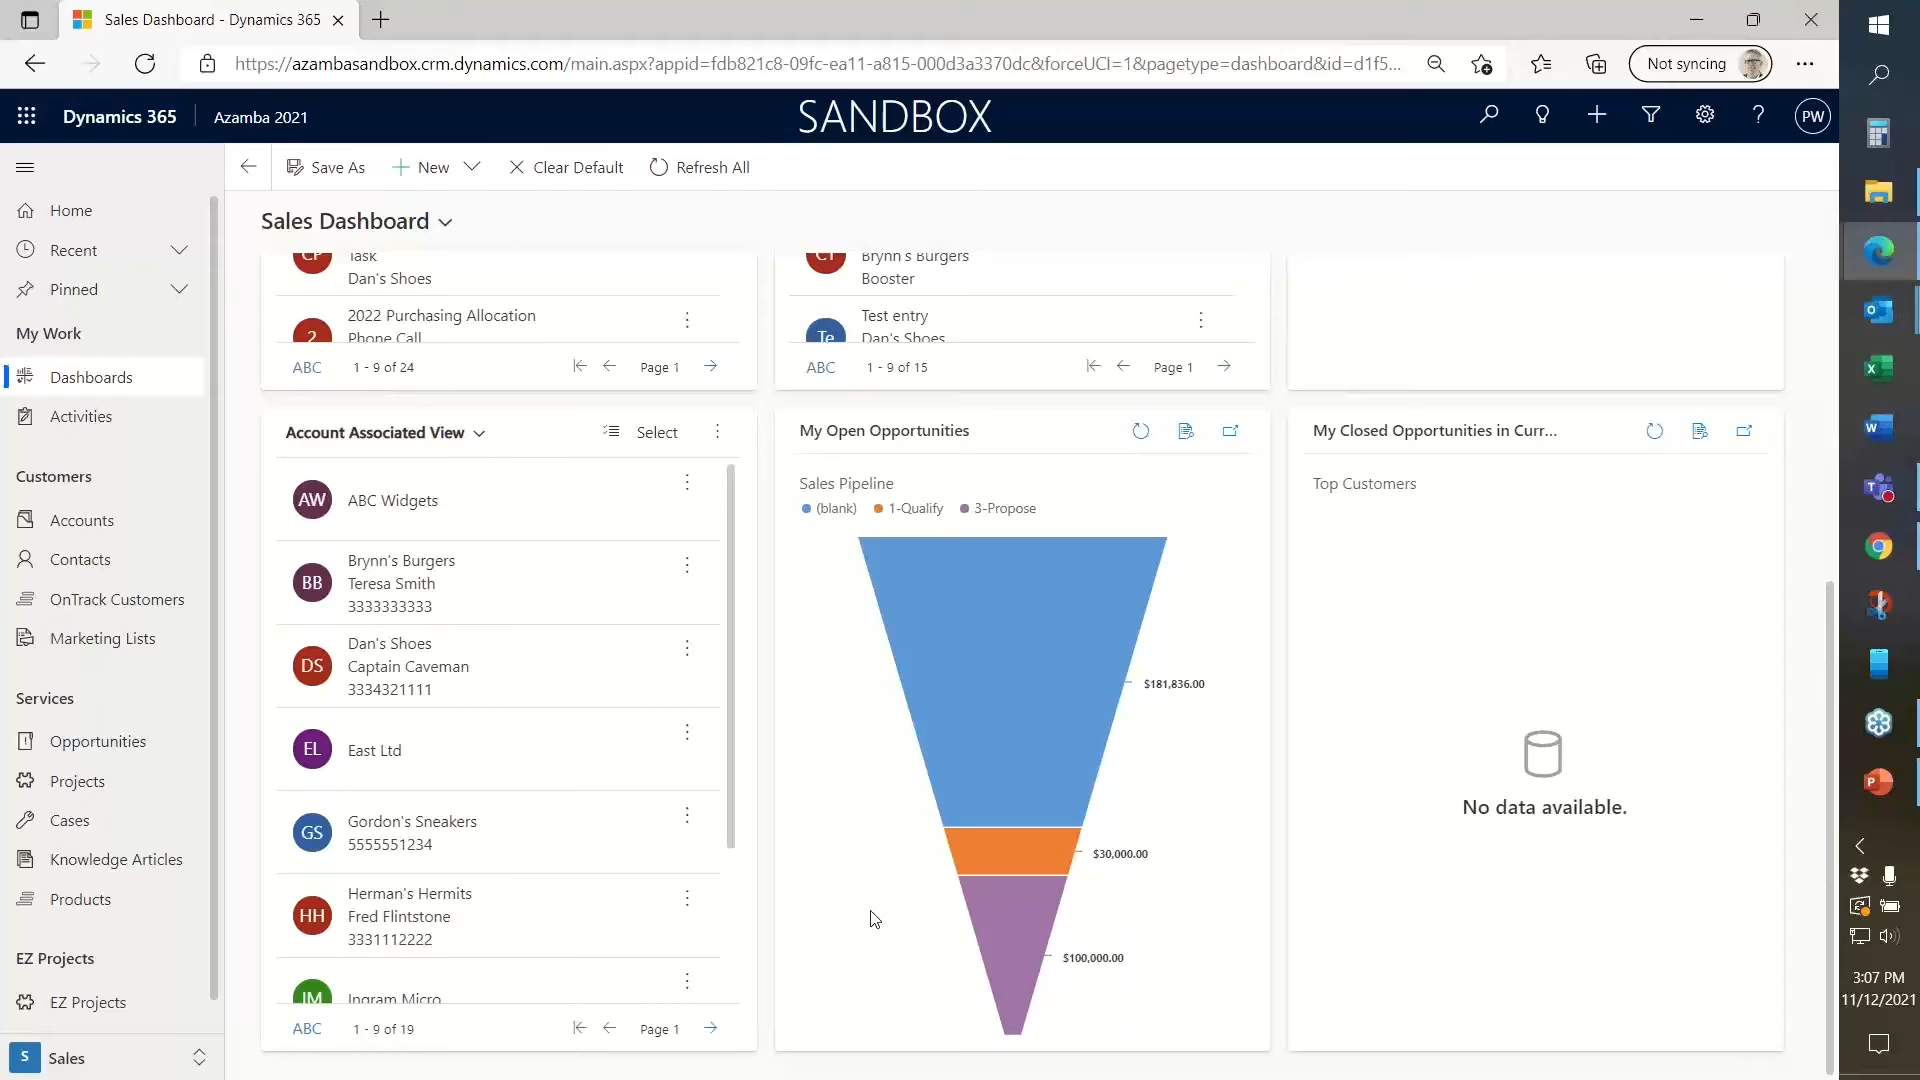 Sales Dashboard - Dynamics 365
https://azambasandbox.crm.dynamics.com/main.aspx?appid=fdb821c8-09fc-ea11-a815-000d3a3370dc&forceUCI=1&pagetype=dashboard&id=d1f5...
Not syncing
Dynamics 365
Azamba 2021
SANDBOX
PW
Save As
New
Clear Default
Refresh All
Home
Recent
Pinned
My Work
Dashboards
Activities
Customers
Accounts
Contacts
OnTrack Customers
Marketing Lists
Services
Opportunities
Projects
Cases
Knowledge Articles
Products
EZ Projects
EZ Projects
S Sales
Sales Dashboard
CP Task
Dan's Shoes
2 2022 Purchasing Allocation
Phone Call
ABC 1 - 9 of 24 Page 1
CT Brynn's Burgers
Booster
Te Test entry
Dan's Shoes
ABC 1 - 9 of 15 Page 1
Account Associated View
Select
AW ABC Widgets
BB Brynn's Burgers
Teresa Smith
3333333333
DS Dan's Shoes
Captain Caveman
3334321111
EL East Ltd
GS Gordon's Sneakers
5555551234
HH Herman's Hermits
Fred Flintstone
3331112222
IM Ingram Micro
ABC 1 - 9 of 19 Page 1
My Open Opportunities
Sales Pipeline
(blank) 1-Qualify 3-Propose
$181,836.00
$30,000.00
$100,000.00
My Closed Opportunities in Curr...
Top Customers
No data available.
3:07 PM
11/12/2021